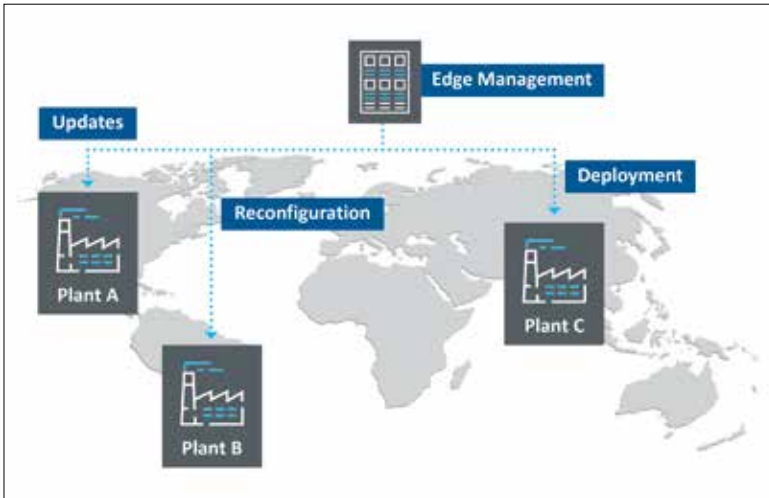 Edge Management
Updates
Deployment
Reconfiguration
Plant A
Plant C
Plant B